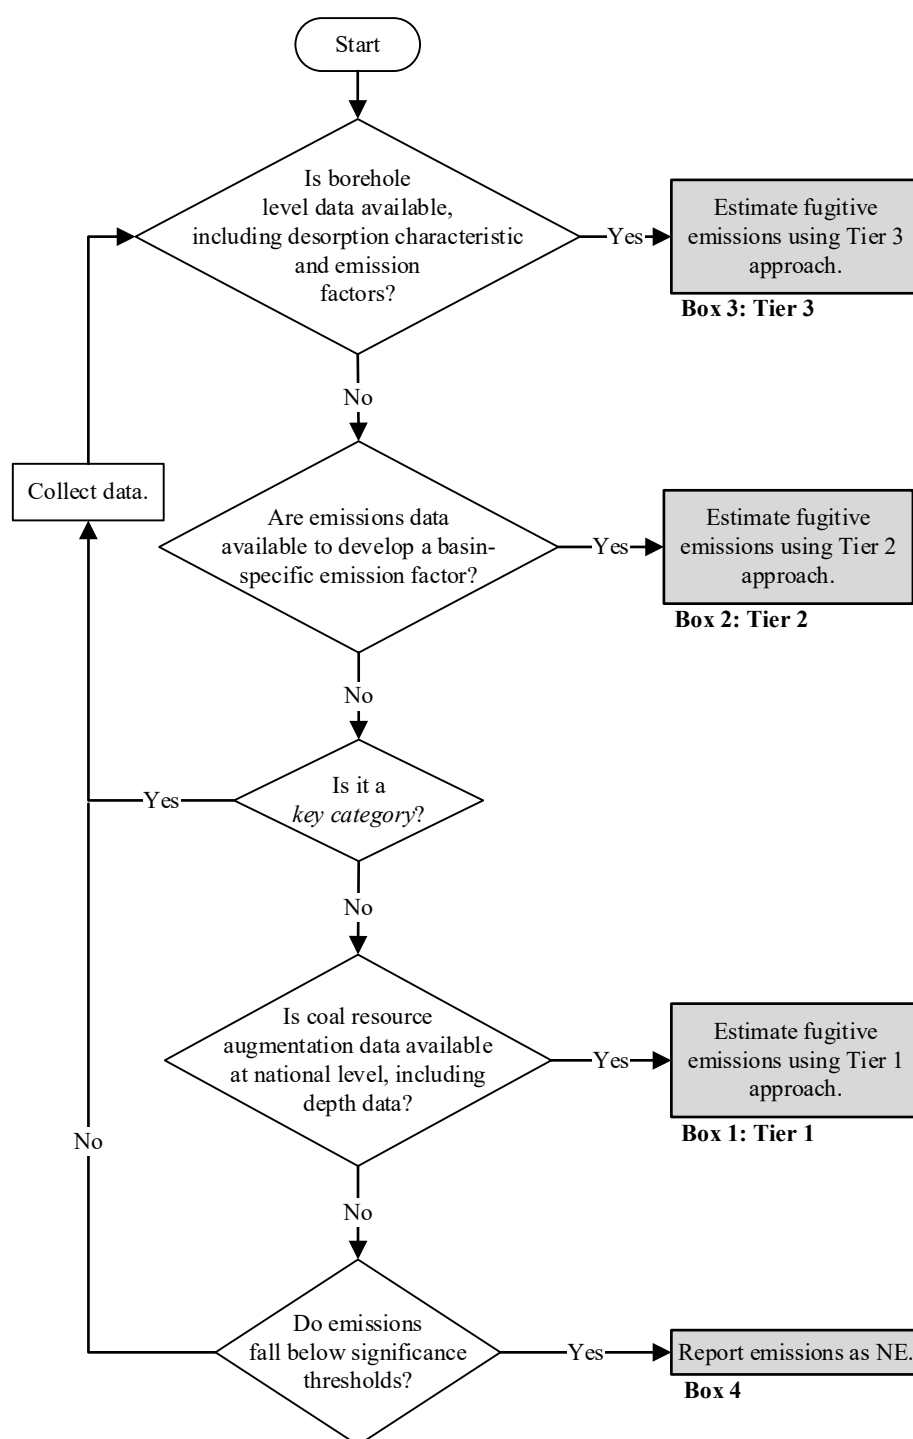 Start
Is borehole
level data available,
including desorption characteristic
and emission
factors?
Yes
Estimate fugitive
emissions using Tier 3
approach.
Box 3: Tier 3
No
Collect data.
Are emissions data
available to develop a basin-
specific emission factor?
Yes
Estimate fugitive
emissions using Tier 2
approach.
Box 2: Tier 2
No
Is it a
key category?
Yes
No
Is coal resource
augmentation data available
at national level, including
depth data?
Yes
Estimate fugitive
emissions using Tier 1
approach.
Box 1: Tier 1
No
No
Do emissions
fall below significance
thresholds?
Yes
Report emissions as NE.
Box 4